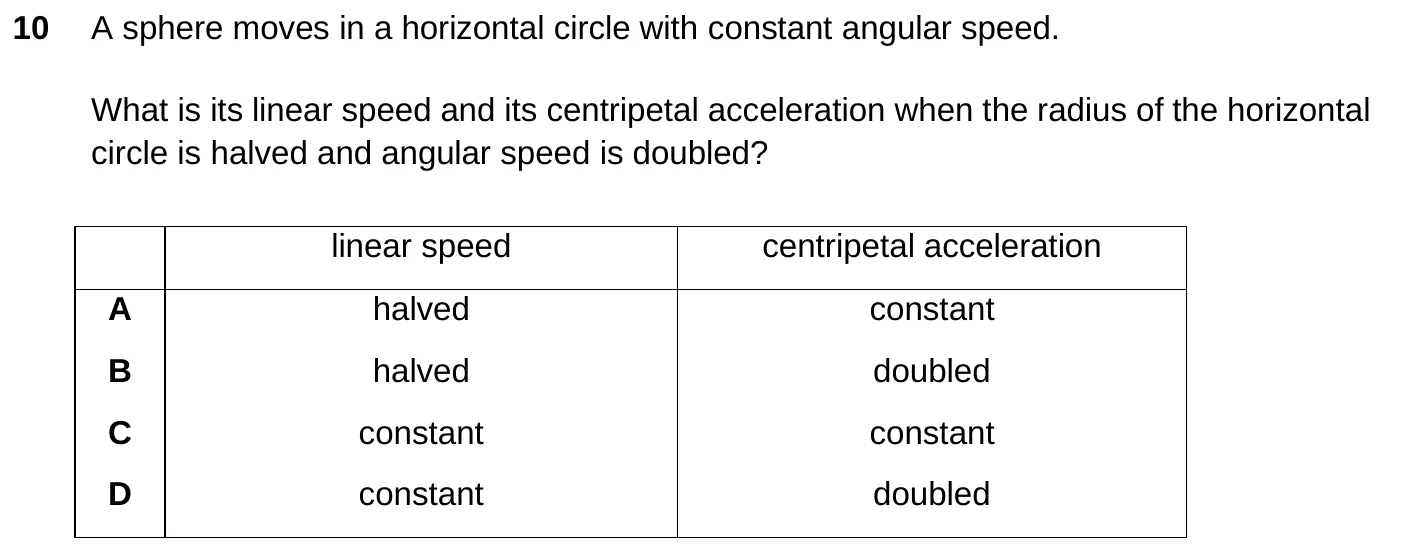 10 A sphere moves in a horizontal circle with constant angular speed.
What is its linear speed and its centripetal acceleration when the radius of the horizontal
circle is halved and angular speed is doubled?
linear speed centripetal acceleration
A halved constant
B halved doubled
C constant constant
D constant doubled